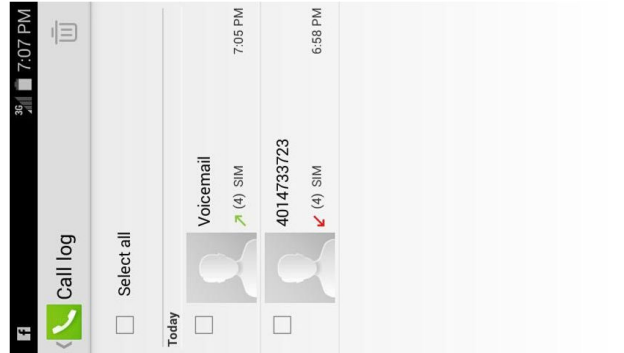 3G 7:07 PM
Call log
Select all
Today
Voicemail
(4) SIM 7:05 PM
4014733723
(4) SIM 6:58 PM